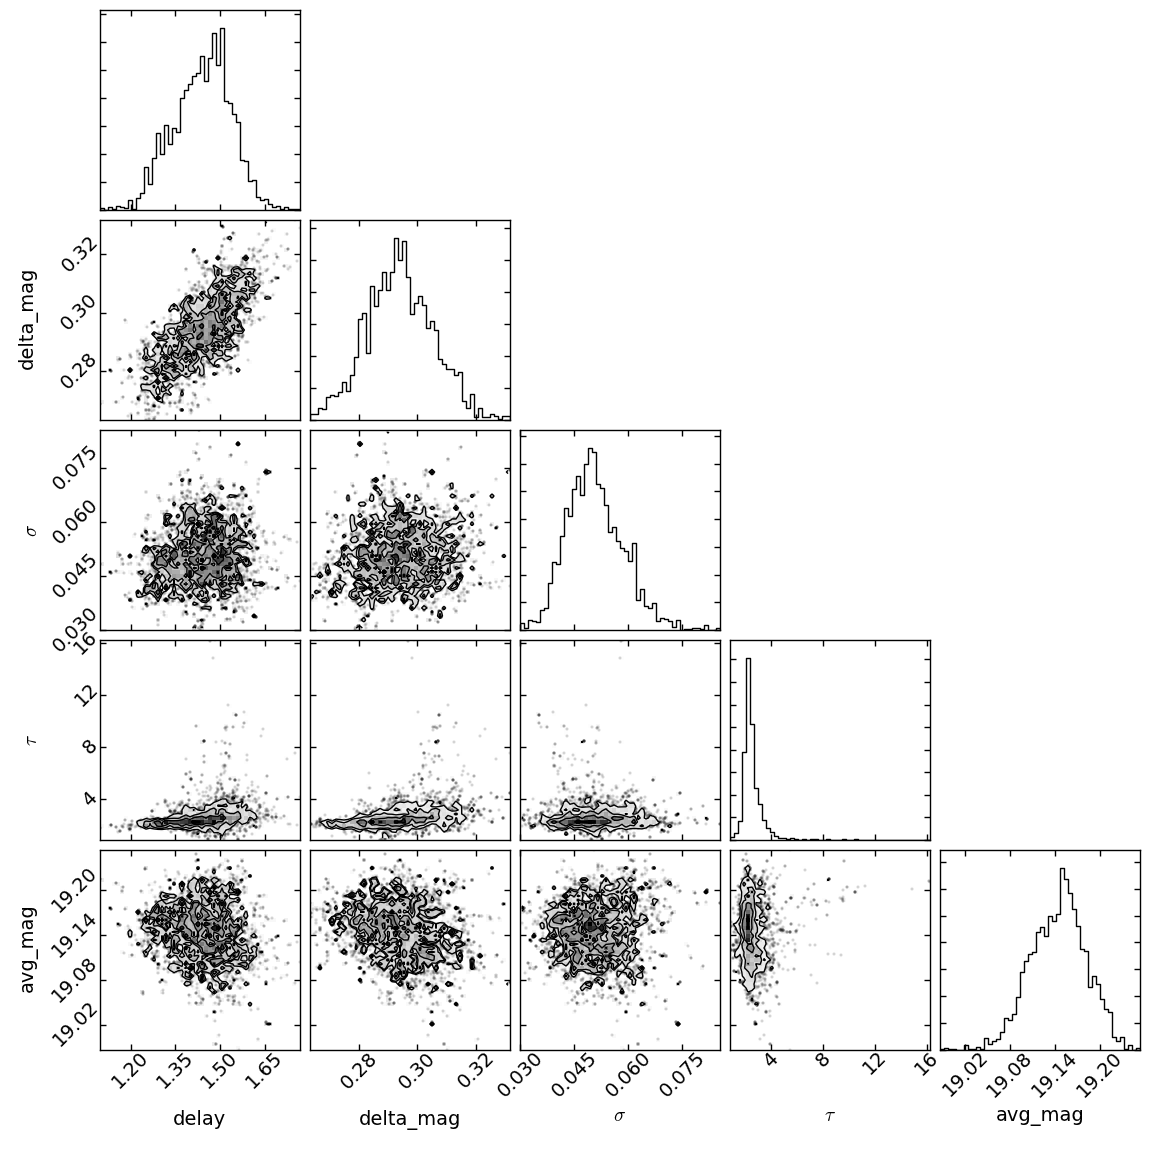 0.32
0.30
0.28
delta_mag
0.075
0.060
0.045
0.030
σ
16
12
8
4
τ
19.20
19.14
19.08
19.02
avg_mag
1.20 1.35 1.50 1.65
0.28 0.30 0.32
0.030 0.045 0.060 0.075
4 8 12 16
19.02 19.08 19.14 19.20
delay delta_mag σ τ avg_mag